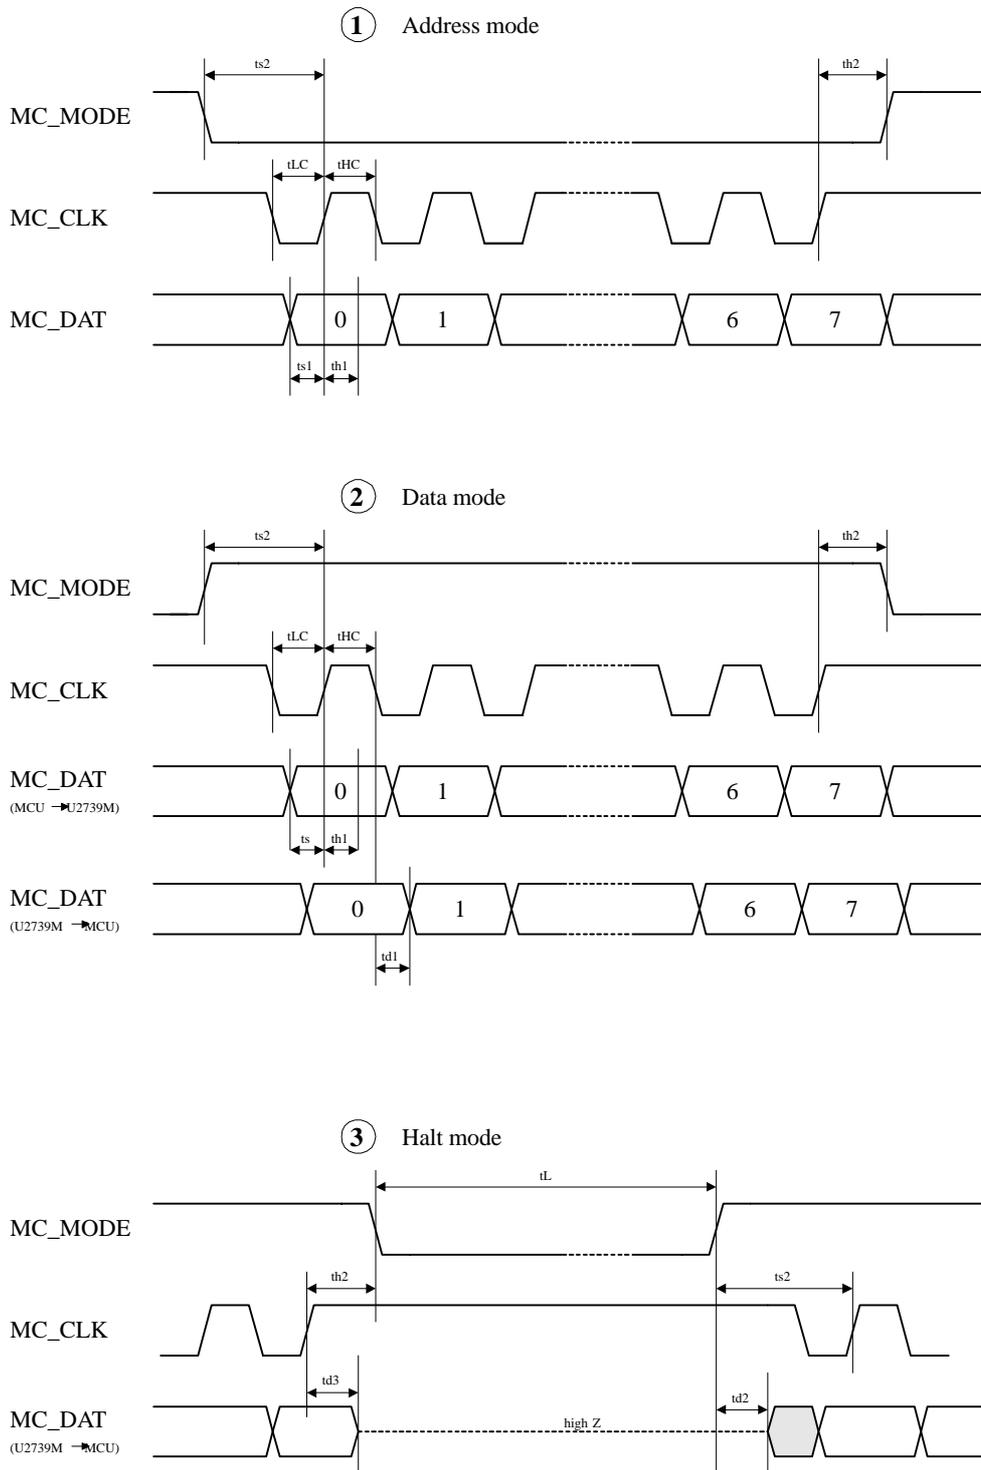 1 Address mode
ts2 th2
MC_MODE
tLC tHC
MC_CLK
MC_DAT 0 1 6 7
ts1 th1
2 Data mode
ts2 th2
MC_MODE
tLC tHC
MC_CLK
MC_DAT 0 1 6 7
(MCU → U2739M)
ts th1
MC_DAT 0 1 6 7
(U2739M → MCU)
td1
3 Halt mode
tL
MC_MODE
th2 ts2
MC_CLK
td3 td2
MC_DAT high Z
(U2739M → MCU)